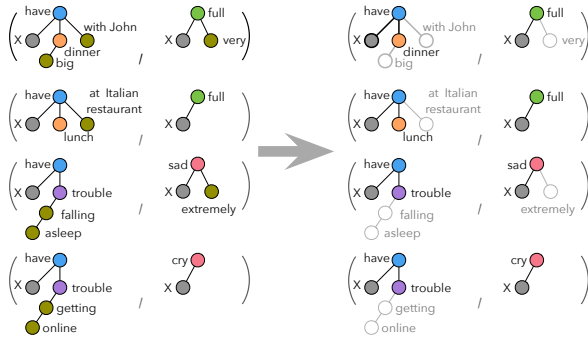 have
with John
X
dinner
big
/
full
X
very
have
with John
X
dinner
big
/
full
X
very
have
at Italian
restaurant
X
lunch
/
full
X
have
at Italian
restaurant
X
lunch
/
full
X
have
X
trouble
falling
asleep
/
sad
X
extremely
have
X
trouble
falling
asleep
/
sad
X
extremely
have
X
trouble
getting
online
/
cry
X
have
X
trouble
getting
online
/
cry
X